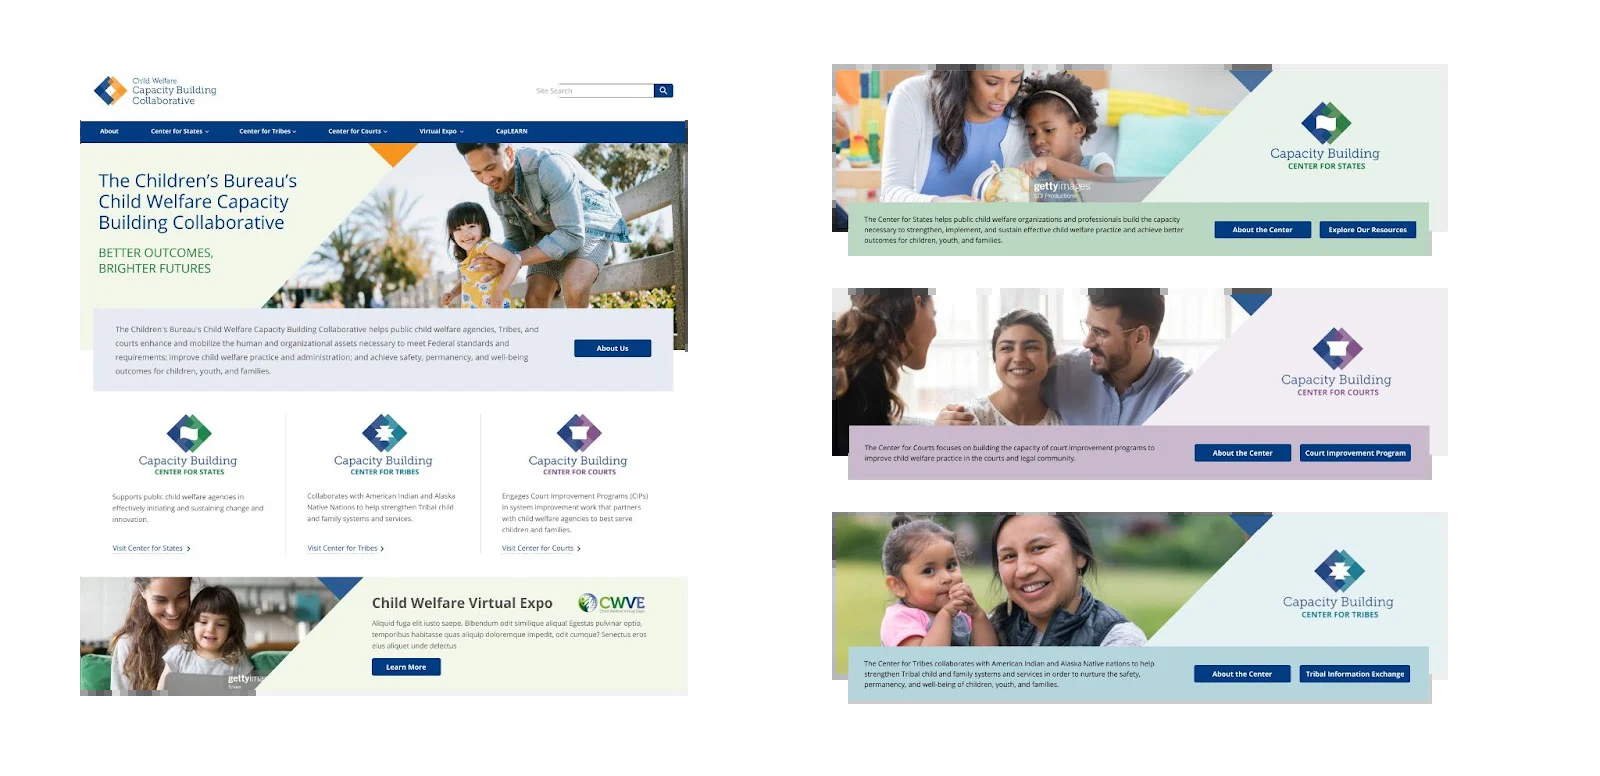 Child Welfare
Capacity Building
Collaborative
Site Search
About
Center for States
Center for Tribes
Center for Courts
Virtual Expo
CapLEARN
The Children's Bureau's
Child Welfare Capacity
Building Collaborative
BETTER OUTCOMES,
BRIGHTER FUTURES
The Children's Bureau's Child Welfare Capacity Building Collaborative helps public child welfare agencies, Tribes, and
courts enhance and mobilize the human and organizational assets necessary to meet Federal standards and
requirements; improve child welfare practice and administration; and achieve safety, permanency, and well-being
outcomes for children, youth, and families.
About Us
Capacity Building
CENTER FOR STATES
Supports public child welfare agencies in
effectively initiating and sustaining change and
innovation.
Visit Center for States
Capacity Building
CENTER FOR TRIBES
Collaborates with American Indian and Alaska
Native Nations to help strengthen Tribal child
and family systems and services.
Visit Center for Tribes
Capacity Building
CENTER FOR COURTS
Engages Court Improvement Programs (CIPs)
in system improvement work that partners
with child welfare agencies to best serve
children and families.
Visit Center for Courts
gettyima
Child Welfare Virtual Expo
CWVE
Aliquid fuga elit iusto saepe. Bibendum odit similique aliqual Egestas pulvinar optio,
temporibus habitasse quas aliquip doloremque impedit, odit cumque? Senectus eros
eius aliquet unde delectus
Learn More
gettyimages
Capacity Building
CENTER FOR STATES
The Center for States helps public child welfare organizations and professionals build the capacity
necessary to strengthen, implement, and sustain effective child welfare practice and achieve better
outcomes for children, youth, and families.
About the Center
Explore Our Resources
Capacity Building
CENTER FOR COURTS
The Center for Courts focuses on building the capacity of court improvement programs to
improve child welfare practice in the courts and legal community.
About the Center
Court Improvement Program
Capacity Building
CENTER FOR TRIBES
The Center for Tribes collaborates with American Indian and Alaska Native nations to help
strengthen Tribal child and family systems and services in order to nurture the safety,
permanency, and well-being of children, youth, and families.
About the Center
Tribal Information Exchange